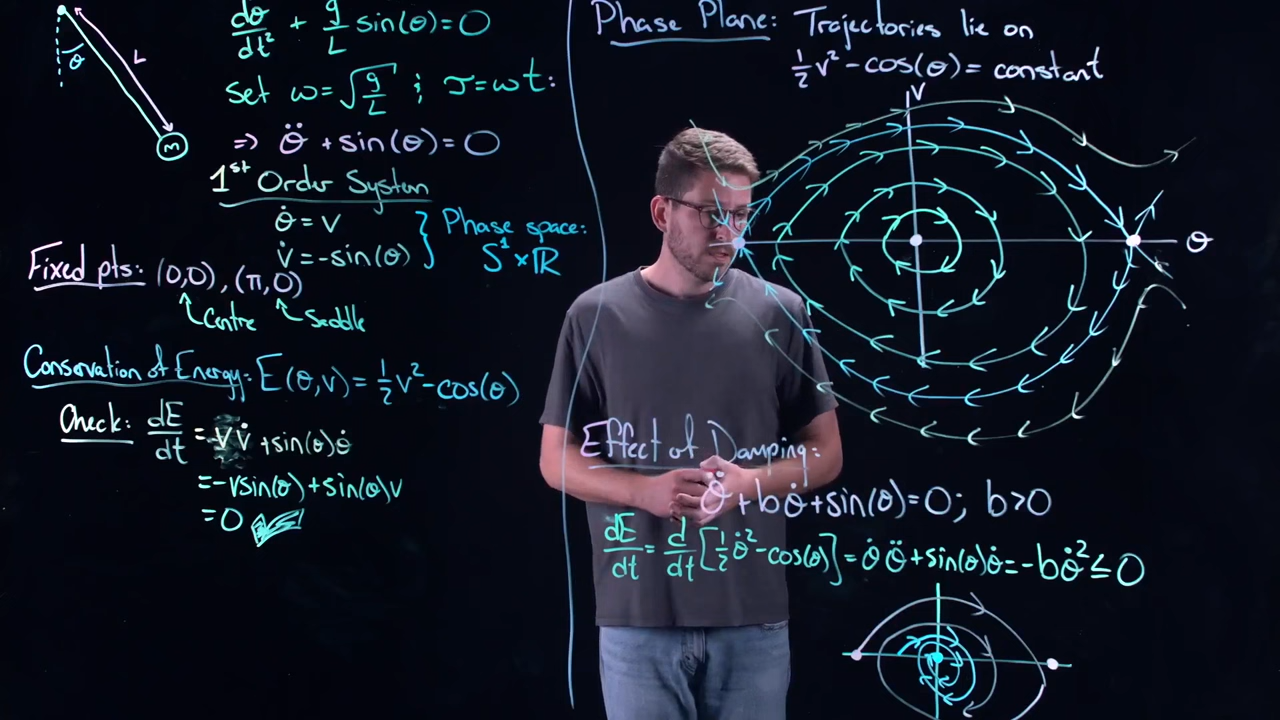 dθ/dt² + g/L sin(θ)=0
θ
L
m
set ω=√(g/L) ; τ=ωt:
⇒ θ̈ +sin(θ)=0
1st Order System
θ̇ = v
v̇ = -sin(θ)
} Phase space:
S¹×ℝ
Fixed pts: (0,0), (π,0)
Centre
Saddle
Conservation of Energy: E(θ,v) = ½v²-cos(θ)
Check: dE/dt = v v̇ +sin(θ)θ̇
=-vsin(θ)+sin(θ)v
=0
Phase Plane: Trajectories lie on
½v²-cos(θ)= constant
v
θ
Effect of Damping:
θ̈+bθ̇+sin(θ)=0; b>0
dE/dt = d/dt[½θ̇²-cos(θ)]=θ̇ θ̈ +sin(θ)θ̇=-bθ̇²≤0